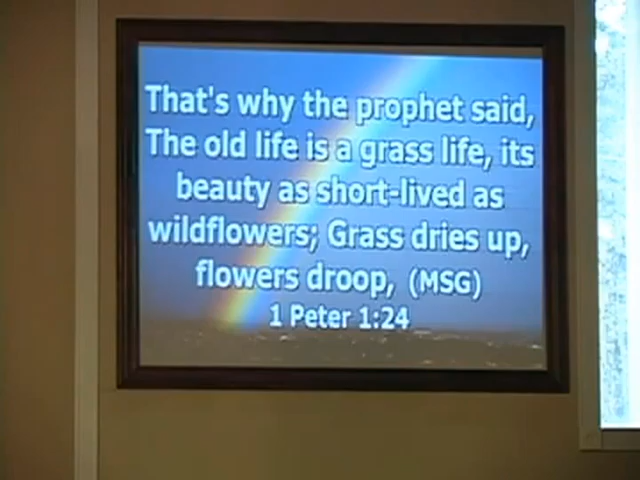 That's why the prophet said,
The old life is a grass life, its
beauty as short-lived as
wildflowers; Grass dries up,
flowers droop, (MSG)
1 Peter 1:24